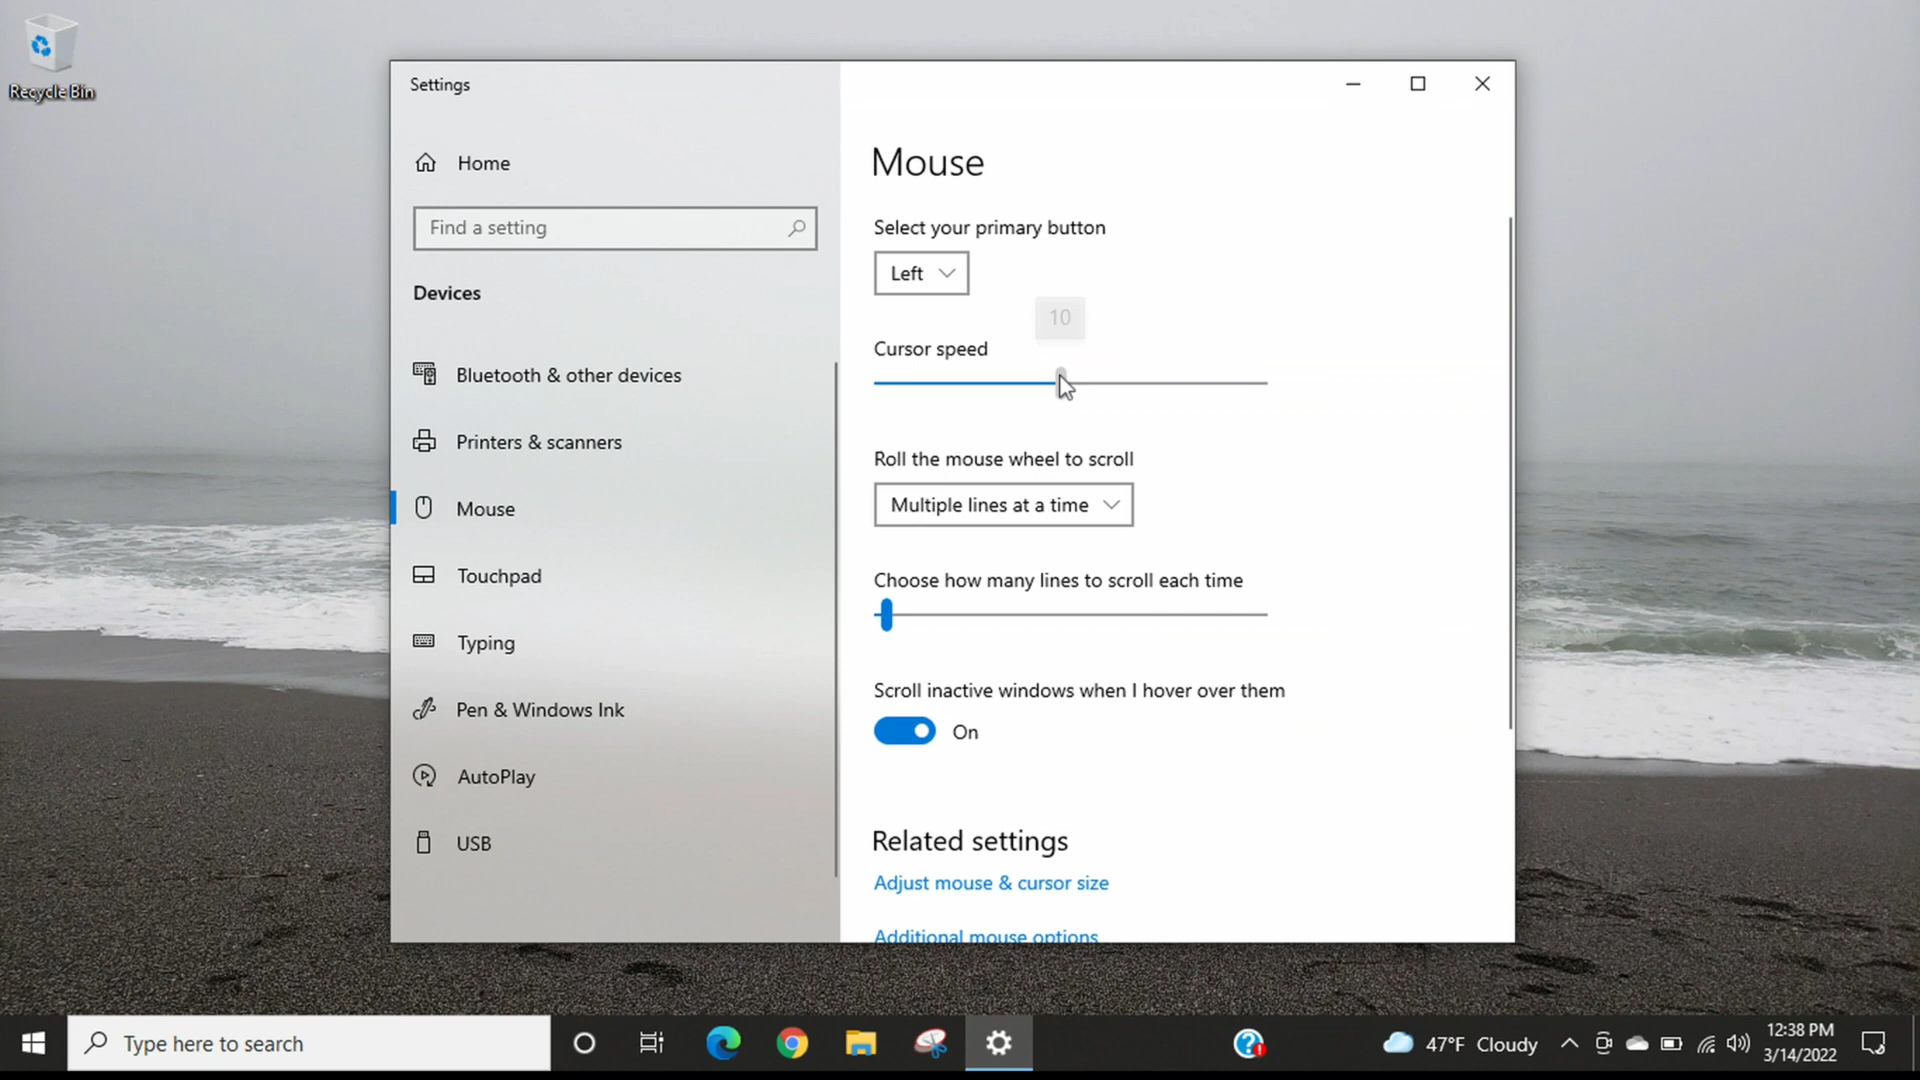 Recycle Bin
Settings
Home
Find a setting
Devices
Bluetooth & other devices
Printers & scanners
Mouse
Touchpad
Typing
Pen & Windows Ink
AutoPlay
USB
Mouse
Select your primary button
Left
10
Cursor speed
Roll the mouse wheel to scroll
Multiple lines at a time
Choose how many lines to scroll each time
Scroll inactive windows when I hover over them
On
Related settings
Adjust mouse & cursor size
Additional mouse options
Type here to search
47°F Cloudy
12:38 PM
3/14/2022